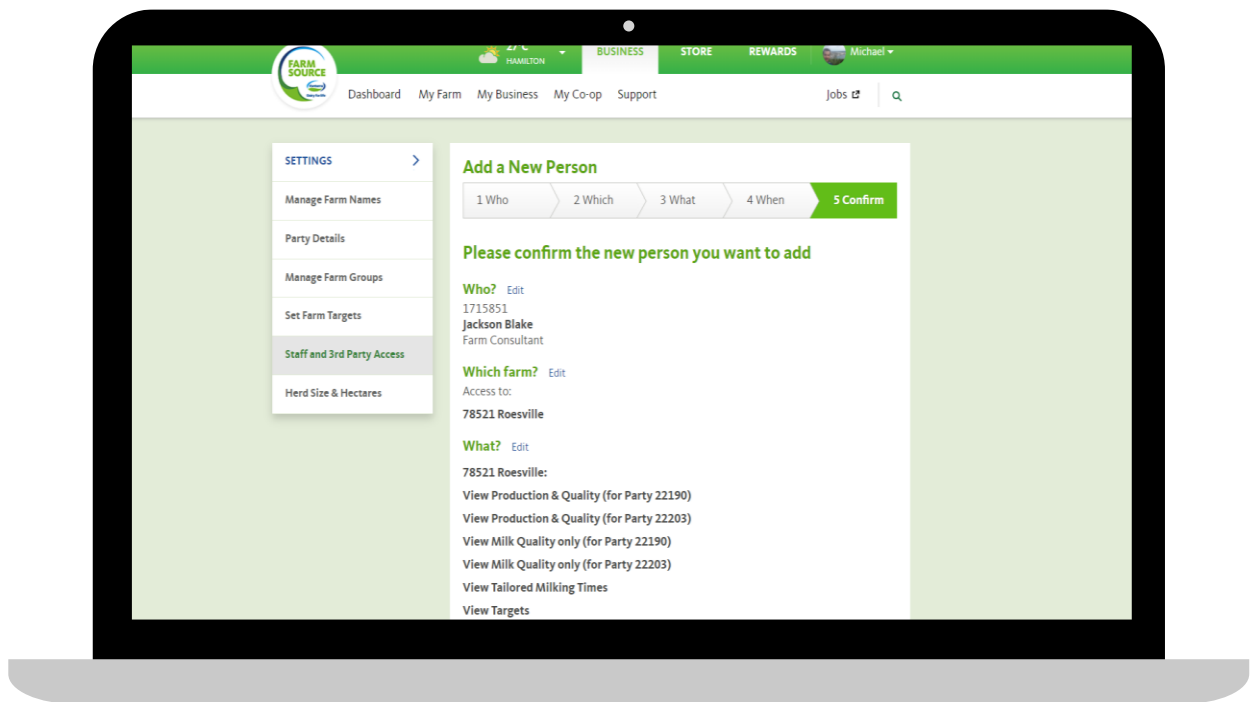 FARM
SOURCE
HAMILTON
BUSINESS
STORE
REWARDS
Michael
Dashboard
My Farm
My Business
My Co-op
Support
Jobs
SETTINGS
Manage Farm Names
Party Details
Manage Farm Groups
Set Farm Targets
Staff and 3rd Party Access
Herd Size & Hectares
Add a New Person
1 Who
2 Which
3 What
4 When
5 Confirm
Please confirm the new person you want to add
Who? Edit
1715851
Jackson Blake
Farm Consultant
Which farm? Edit
Access to:
78521 Roesville
What? Edit
78521 Roesville:
View Production & Quality (for Party 22190)
View Production & Quality (for Party 22203)
View Milk Quality only (for Party 22190)
View Milk Quality only (for Party 22203)
View Tailored Milking Times
View Targets